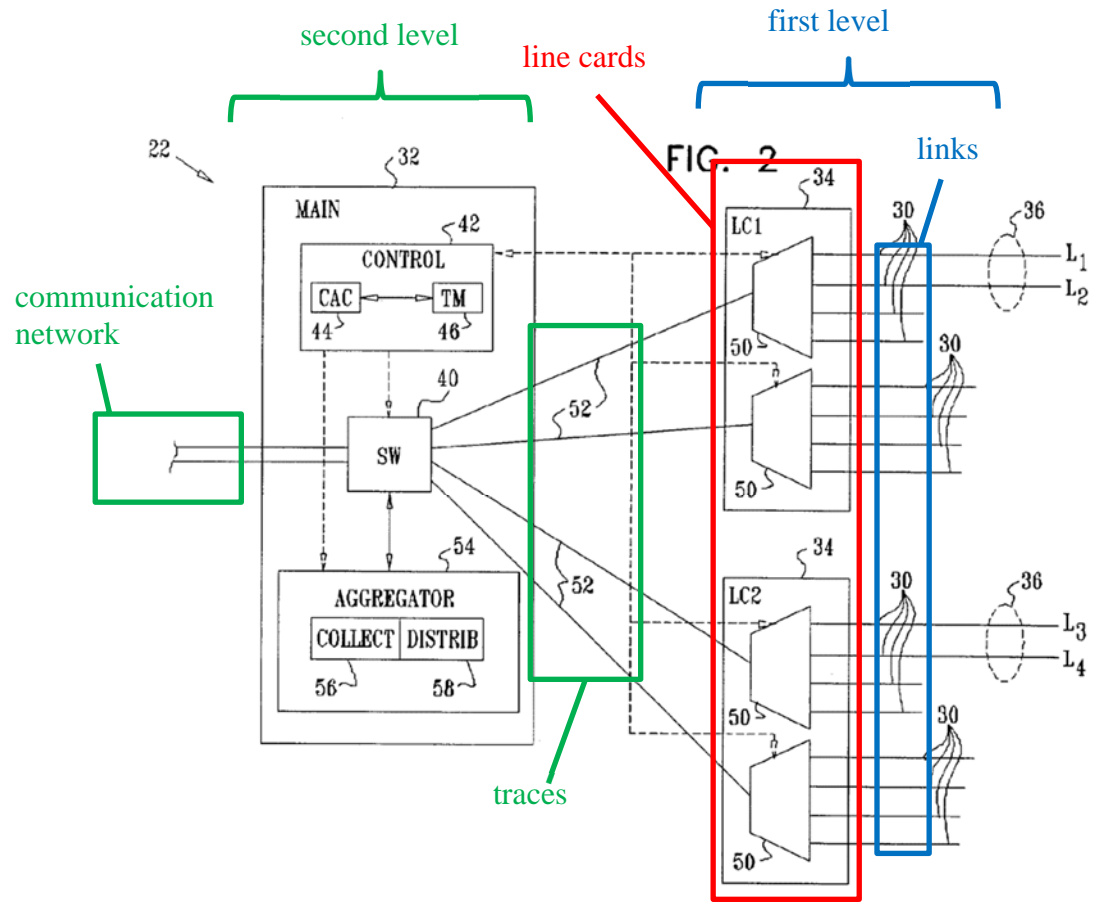 second level
first level
line cards
links
FIG. 2
22
32
34
30
36
MAIN
42
LC1
L1
CONTROL
L2
communication
network
CAC
TM
44
46
50
30
40
52
SW
52
50
54
34
AGGREGATOR
52
LC2
30
36
COLLECT
DISTRIB
L3
56
58
L4
50
30
traces
50